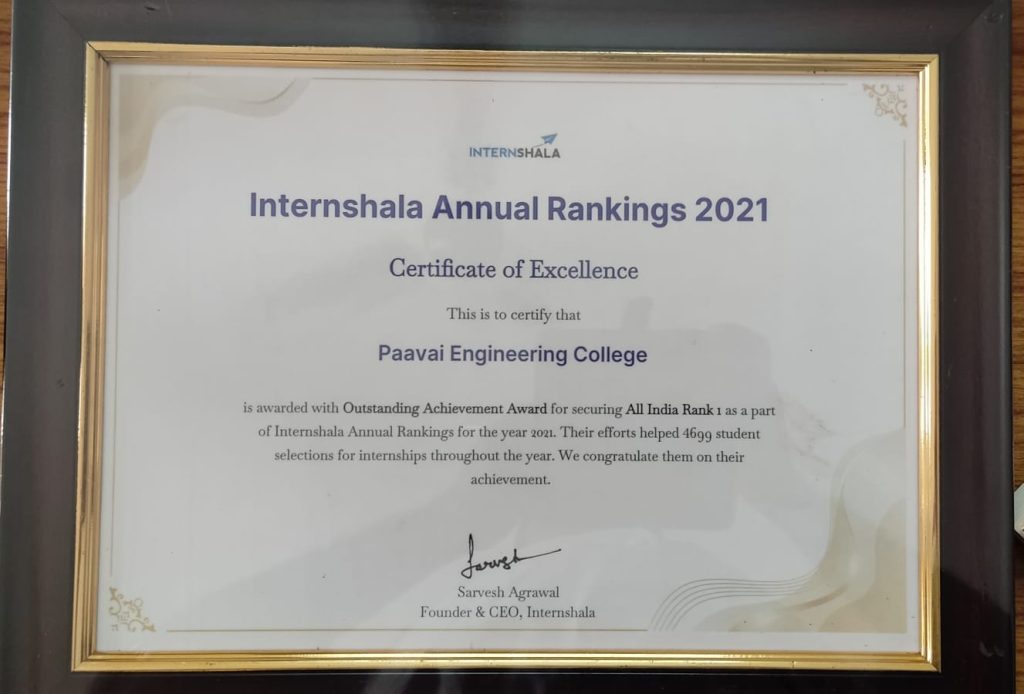 INTERNSHALA
Internshala Annual Rankings 2021
Certificate of Excellence
This is to certify that
Paavai Engineering College
is awarded with Outstanding Achievement Award for securing All India Rank 1 as a part
of Internshala Annual Rankings for the year 2021. Their efforts helped 4699 student
selections for internships throughout the year. We congratulate them on their
achievement.
Sarvesh
Sarvesh Agrawal
Founder & CEO, Internshala